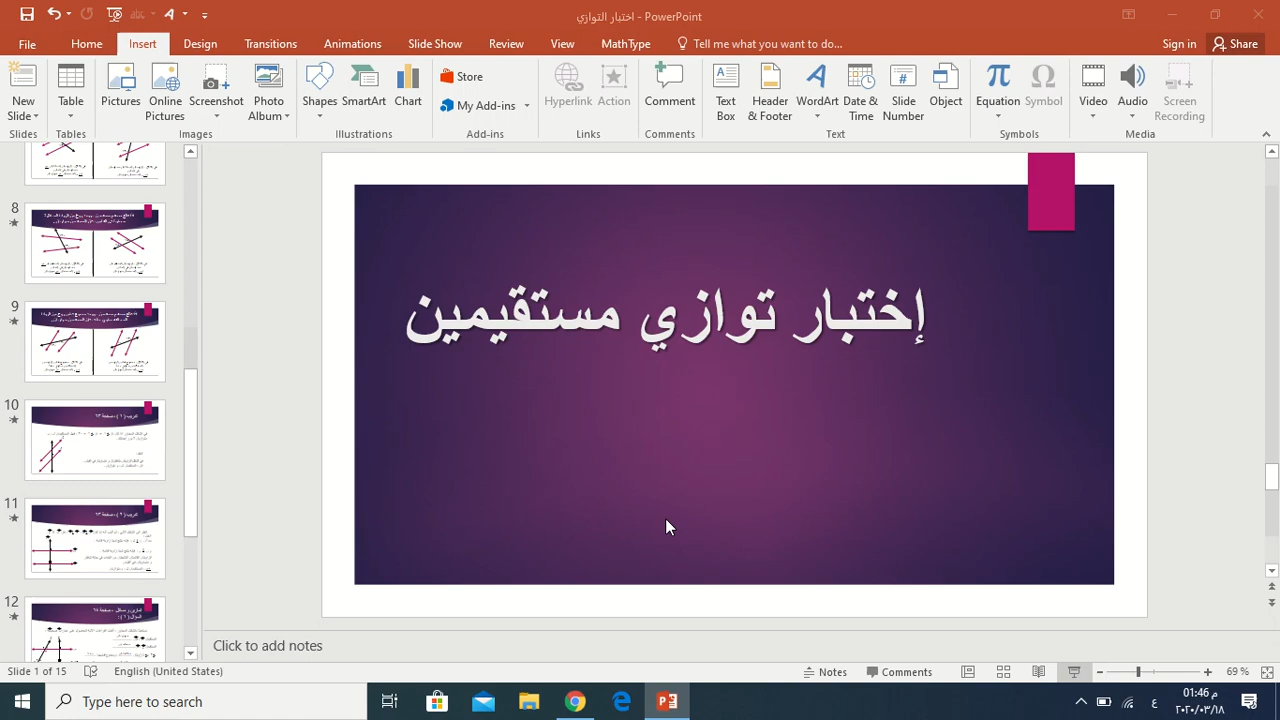 اختبار التوازي - PowerPoint
File Home Insert Design Transitions Animations Slide Show Review View MathType Tell me what you want to do... Sign in Share
New Slide Table Pictures Online Pictures Screenshot Photo Album Shapes SmartArt Chart Store My Add-ins Hyperlink Action Comment Text Box Header & Footer WordArt Date & Time Slide Number Object Equation Symbol Video Audio Screen Recording
Slides Tables Images Illustrations Add-ins Links Comments Text Symbols Media
8
9
10
11
12
إختبار توازي مستقيمين
Click to add notes
Slide 1 of 15 English (United States) Notes Comments 69 %
Type here to search
ع
01:46 م
٢٠٢٠/٠٣/١٨